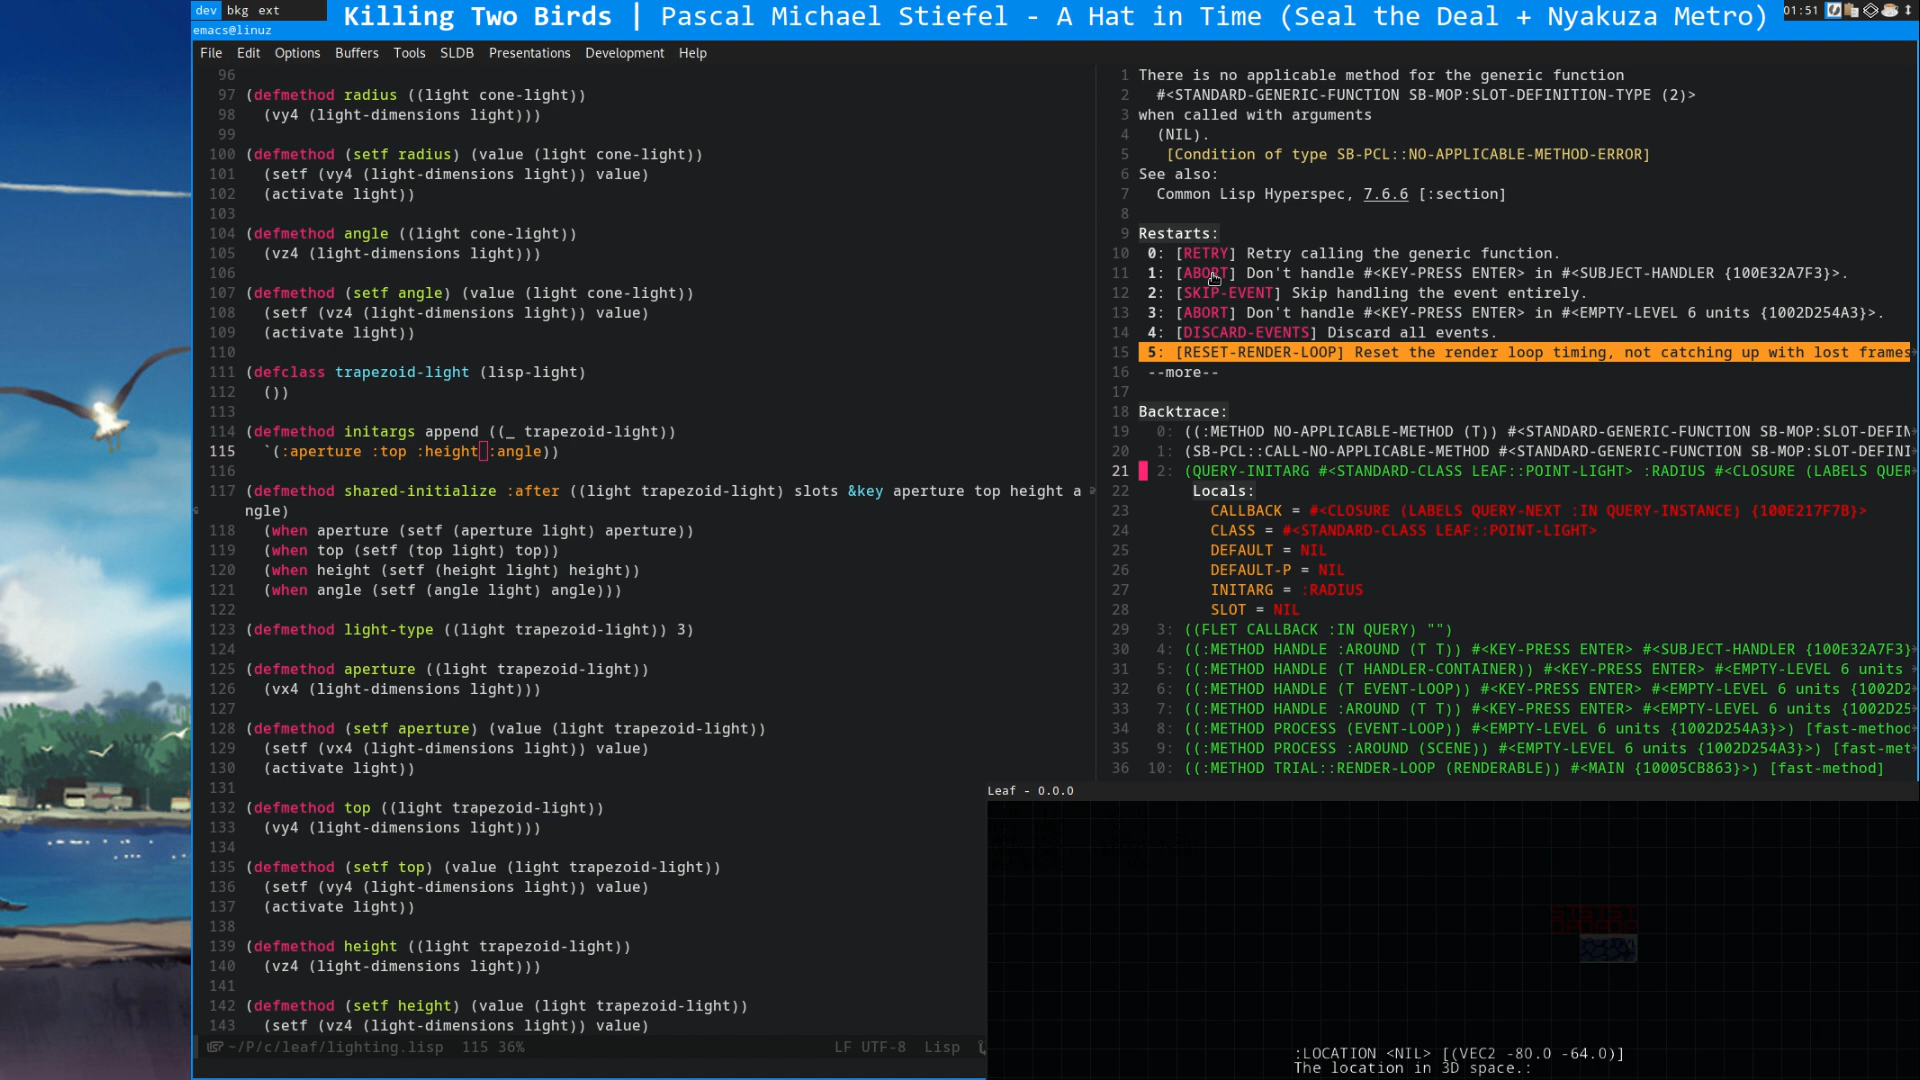 dev bkg ext
Killing Two Birds | Pascal Michael Stiefel - A Hat in Time (Seal the Deal + Nyakuza Metro)
01:51
emacs@linuz
File Edit Options Buffers Tools SLDB Presentations Development Help
96
97 (defmethod radius ((light cone-light))
98 (vy4 (light-dimensions light)))
99
100 (defmethod (setf radius) (value (light cone-light))
101 (setf (vy4 (light-dimensions light)) value)
102 (activate light))
103
104 (defmethod angle ((light cone-light))
105 (vz4 (light-dimensions light)))
106
107 (defmethod (setf angle) (value (light cone-light))
108 (setf (vz4 (light-dimensions light)) value)
109 (activate light))
110
111 (defclass trapezoid-light (lisp-light)
112 ())
113
114 (defmethod initargs append ((_ trapezoid-light))
115 `(:aperture :top :height :angle))
116
117 (defmethod shared-initialize :after ((light trapezoid-light) slots &key aperture top height a
ngle)
118 (when aperture (setf (aperture light) aperture))
119 (when top (setf (top light) top))
120 (when height (setf (height light) height))
121 (when angle (setf (angle light) angle)))
122
123 (defmethod light-type ((light trapezoid-light)) 3)
124
125 (defmethod aperture ((light trapezoid-light))
126 (vx4 (light-dimensions light)))
127
128 (defmethod (setf aperture) (value (light trapezoid-light))
129 (setf (vx4 (light-dimensions light)) value)
130 (activate light))
131
132 (defmethod top ((light trapezoid-light))
133 (vy4 (light-dimensions light)))
134
135 (defmethod (setf top) (value (light trapezoid-light))
136 (setf (vy4 (light-dimensions light)) value)
137 (activate light))
138
139 (defmethod height ((light trapezoid-light))
140 (vz4 (light-dimensions light)))
141
142 (defmethod (setf height) (value (light trapezoid-light))
143 (setf (vz4 (light-dimensions light)) value)
~/P/c/leaf/lighting.lisp 115 36% LF UTF-8 Lisp
1 There is no applicable method for the generic function
2 #<STANDARD-GENERIC-FUNCTION SB-MOP:SLOT-DEFINITION-TYPE (2)>
3 when called with arguments
4 (NIL).
5 [Condition of type SB-PCL::NO-APPLICABLE-METHOD-ERROR]
6 See also:
7 Common Lisp Hyperspec, 7.6.6 [:section]
8
9 Restarts:
10 0: [RETRY] Retry calling the generic function.
11 1: [ABORT] Don't handle #<KEY-PRESS ENTER> in #<SUBJECT-HANDLER {100E32A7F3}>.
12 2: [SKIP-EVENT] Skip handling the event entirely.
13 3: [ABORT] Don't handle #<KEY-PRESS ENTER> in #<EMPTY-LEVEL 6 units {1002D254A3}>.
14 4: [DISCARD-EVENTS] Discard all events.
15 5: [RESET-RENDER-LOOP] Reset the render loop timing, not catching up with lost frames
16 --more--
17
18 Backtrace:
19 0: ((:METHOD NO-APPLICABLE-METHOD (T)) #<STANDARD-GENERIC-FUNCTION SB-MOP:SLOT-DEFIN
20 1: (SB-PCL::CALL-NO-APPLICABLE-METHOD #<STANDARD-GENERIC-FUNCTION SB-MOP:SLOT-DEFINI
21 2: (QUERY-INITARG #<STANDARD-CLASS LEAF::POINT-LIGHT> :RADIUS #<CLOSURE (LABELS QUER
22 Locals:
23 CALLBACK = #<CLOSURE (LABELS QUERY-NEXT :IN QUERY-INSTANCE) {100E217F7B}>
24 CLASS = #<STANDARD-CLASS LEAF::POINT-LIGHT>
25 DEFAULT = NIL
26 DEFAULT-P = NIL
27 INITARG = :RADIUS
28 SLOT = NIL
29 3: ((FLET CALLBACK :IN QUERY) "")
30 4: ((:METHOD HANDLE :AROUND (T T)) #<KEY-PRESS ENTER> #<SUBJECT-HANDLER {100E32A7F3}
31 5: ((:METHOD HANDLE (T HANDLER-CONTAINER)) #<KEY-PRESS ENTER> #<EMPTY-LEVEL 6 units
32 6: ((:METHOD HANDLE (T EVENT-LOOP)) #<KEY-PRESS ENTER> #<EMPTY-LEVEL 6 units {1002D2
33 7: ((:METHOD HANDLE :AROUND (T T)) #<KEY-PRESS ENTER> #<EMPTY-LEVEL 6 units {1002D25
34 8: ((:METHOD PROCESS (EVENT-LOOP)) #<EMPTY-LEVEL 6 units {1002D254A3}>) [fast-method
35 9: ((:METHOD PROCESS :AROUND (SCENE)) #<EMPTY-LEVEL 6 units {1002D254A3}>) [fast-met
36 10: ((:METHOD TRIAL::RENDER-LOOP (RENDERABLE)) #<MAIN {10005CB863}>) [fast-method]
Leaf - 0.0.0
:LOCATION <NIL> [(VEC2 -80.0 -64.0)]
The location in 3D space.: